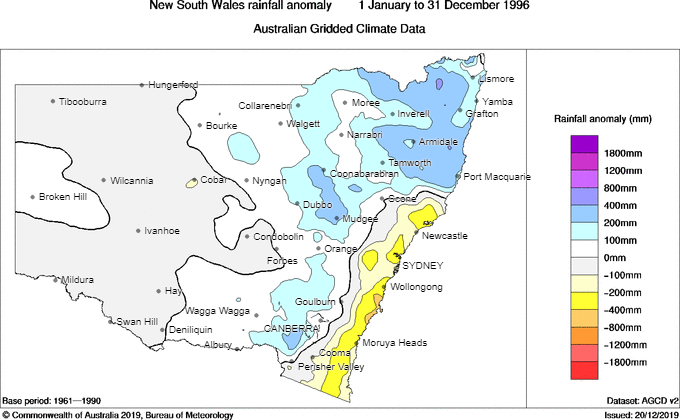 New South Wales rainfall anomaly 1 January to 31 December 1996
Australian Gridded Climate Data
Hungerford
Lismore
Tibooburra
Collarenebri
Moree
Yamba
Inverell
Grafton
Bourke
Walgett
Narrabri
Armidale
Tamworth
Coonabarabran
Port Macquarie
Wilcannia
Cobar
Nyngan
Broken Hill
Scone
Dubbo
Mudgee
Ivanhoe
Condobolin
Newcastle
Orange
Forbes
SYDNEY
Mildura
Hay
Wollongong
Goulburn
Wagga Wagga
Swan Hill
Deniliquin
CANBERRA
Albury
Moruya Heads
Cooma
Perisher Valley
Rainfall anomaly (mm)
1800mm
1200mm
800mm
400mm
200mm
100mm
0mm
−100mm
−200mm
−400mm
−800mm
−1200mm
−1800mm
Base period: 1961—1990
Dataset: AGCD v2
© Commonwealth of Australia 2019, Bureau of Meteorology
Issued: 20/12/2019